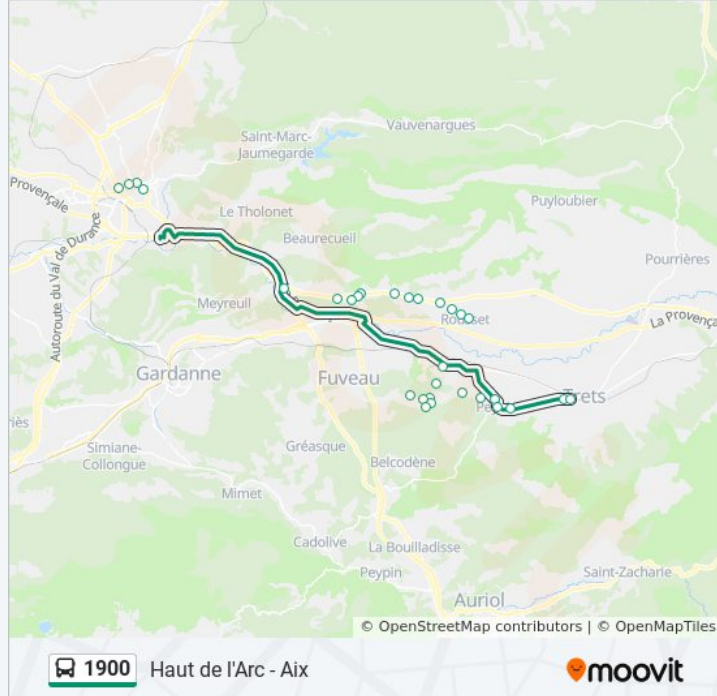 Vauvenargues
Saint-Marc-
Jaumegarde
Provençale
Puyloubier
Le Tholonet
Beaurecueil
Pourrières
Autoroute du Val de Durance
Meyreuil
La Provença
Gardanne
Fuveau
Trets
Pe
Simiane-
Collongue
Gréasque
Belcodène
Mimet
Cadolive
La Bouilladisse
Peypin
Saint-Zacharie
Auriol
© OpenStreetMap contributors | © OpenMapTiles
1900 Haut de l'Arc - Aix
moovit